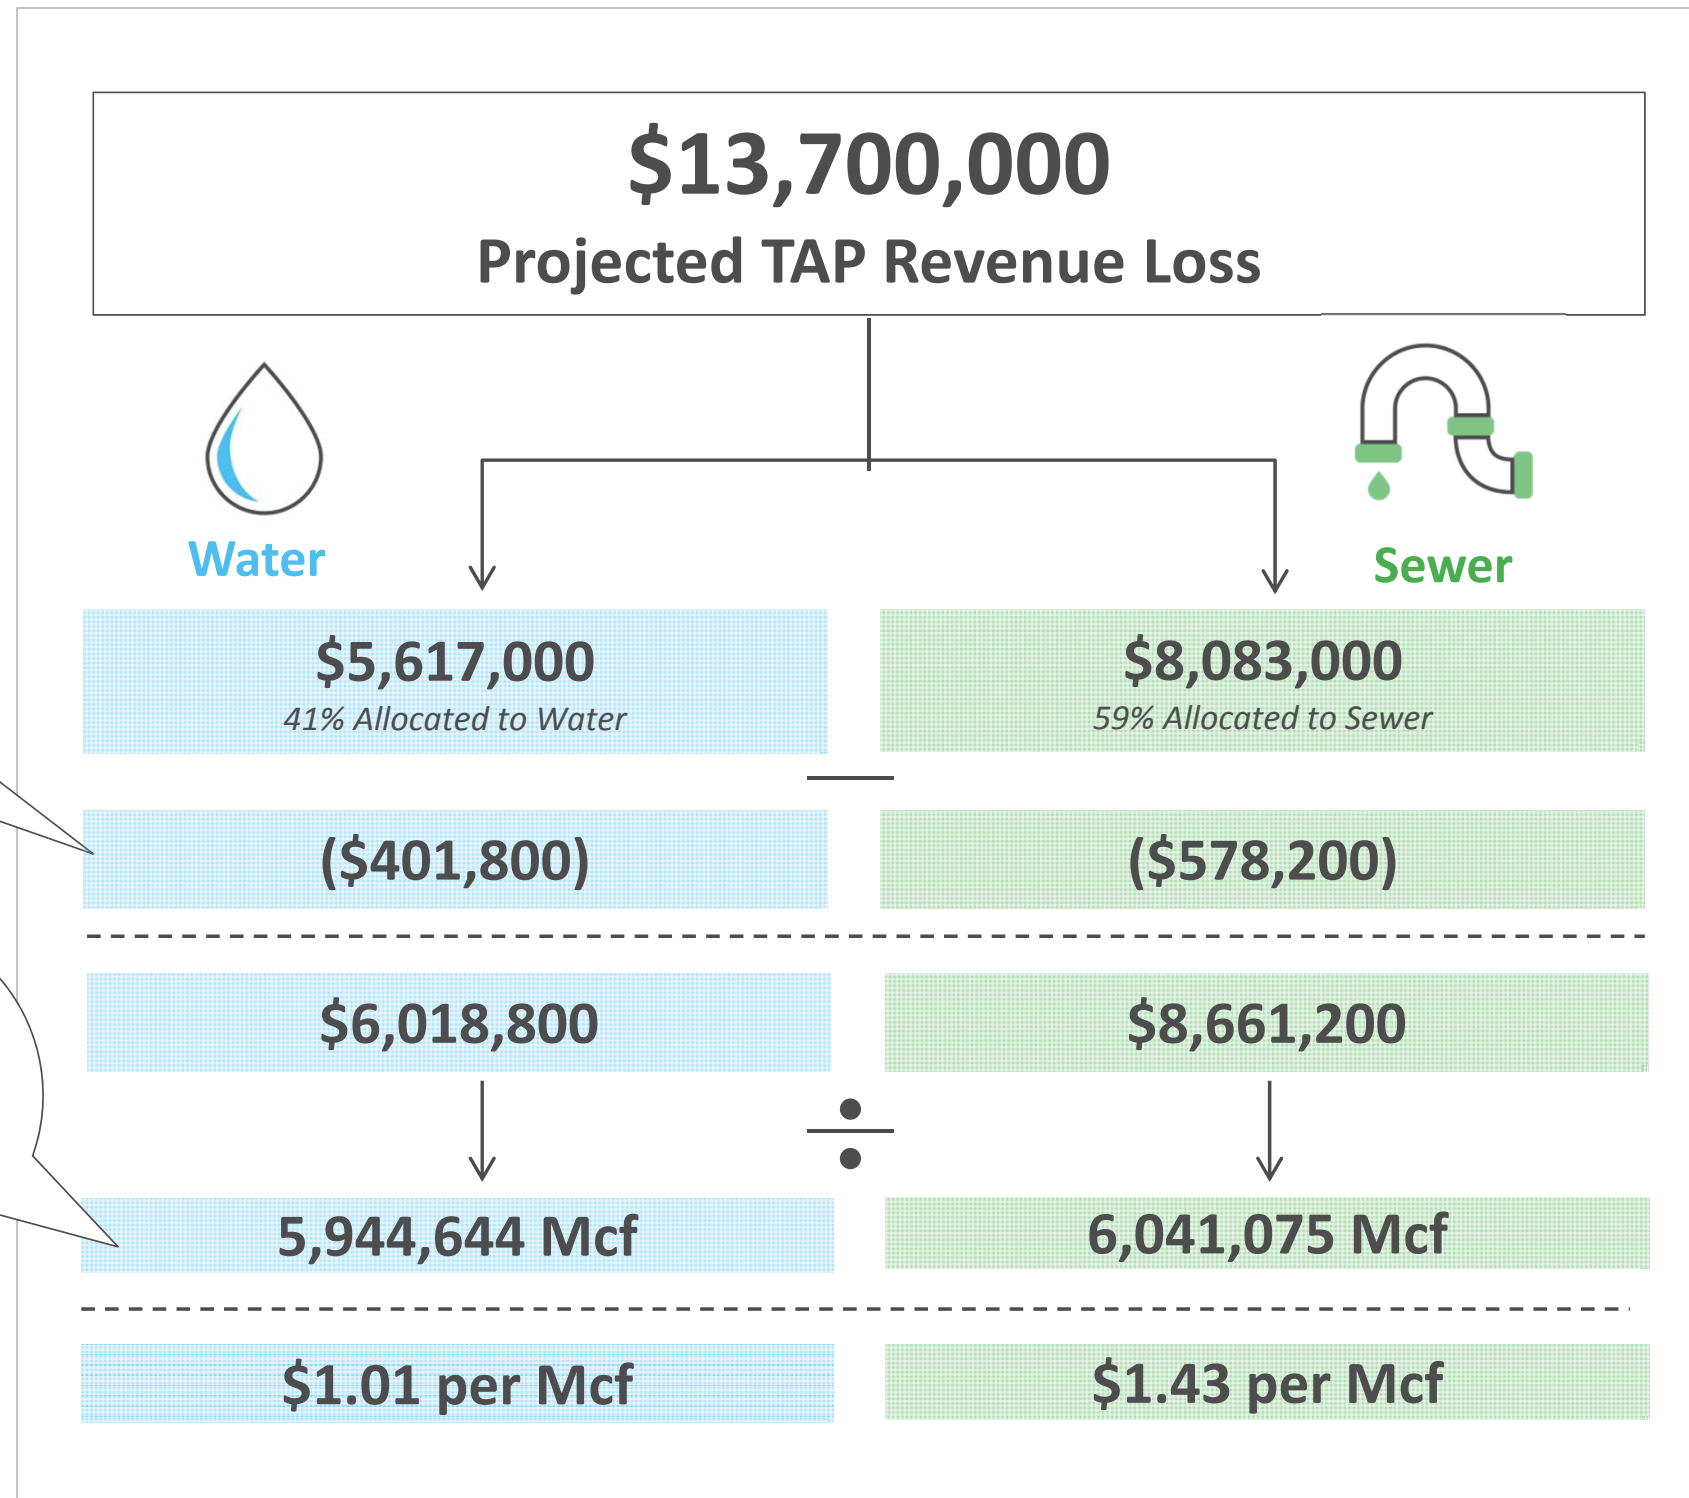 $13,700,000
Projected TAP Revenue Loss
Water
Sewer
$5,617,000
41% Allocated to Water
$8,083,000
59% Allocated to Sewer
($401,800)
($578,200)
$6,018,800
$8,661,200
5,944,644 Mcf
6,041,075 Mcf
$1.01 per Mcf
$1.43 per Mcf